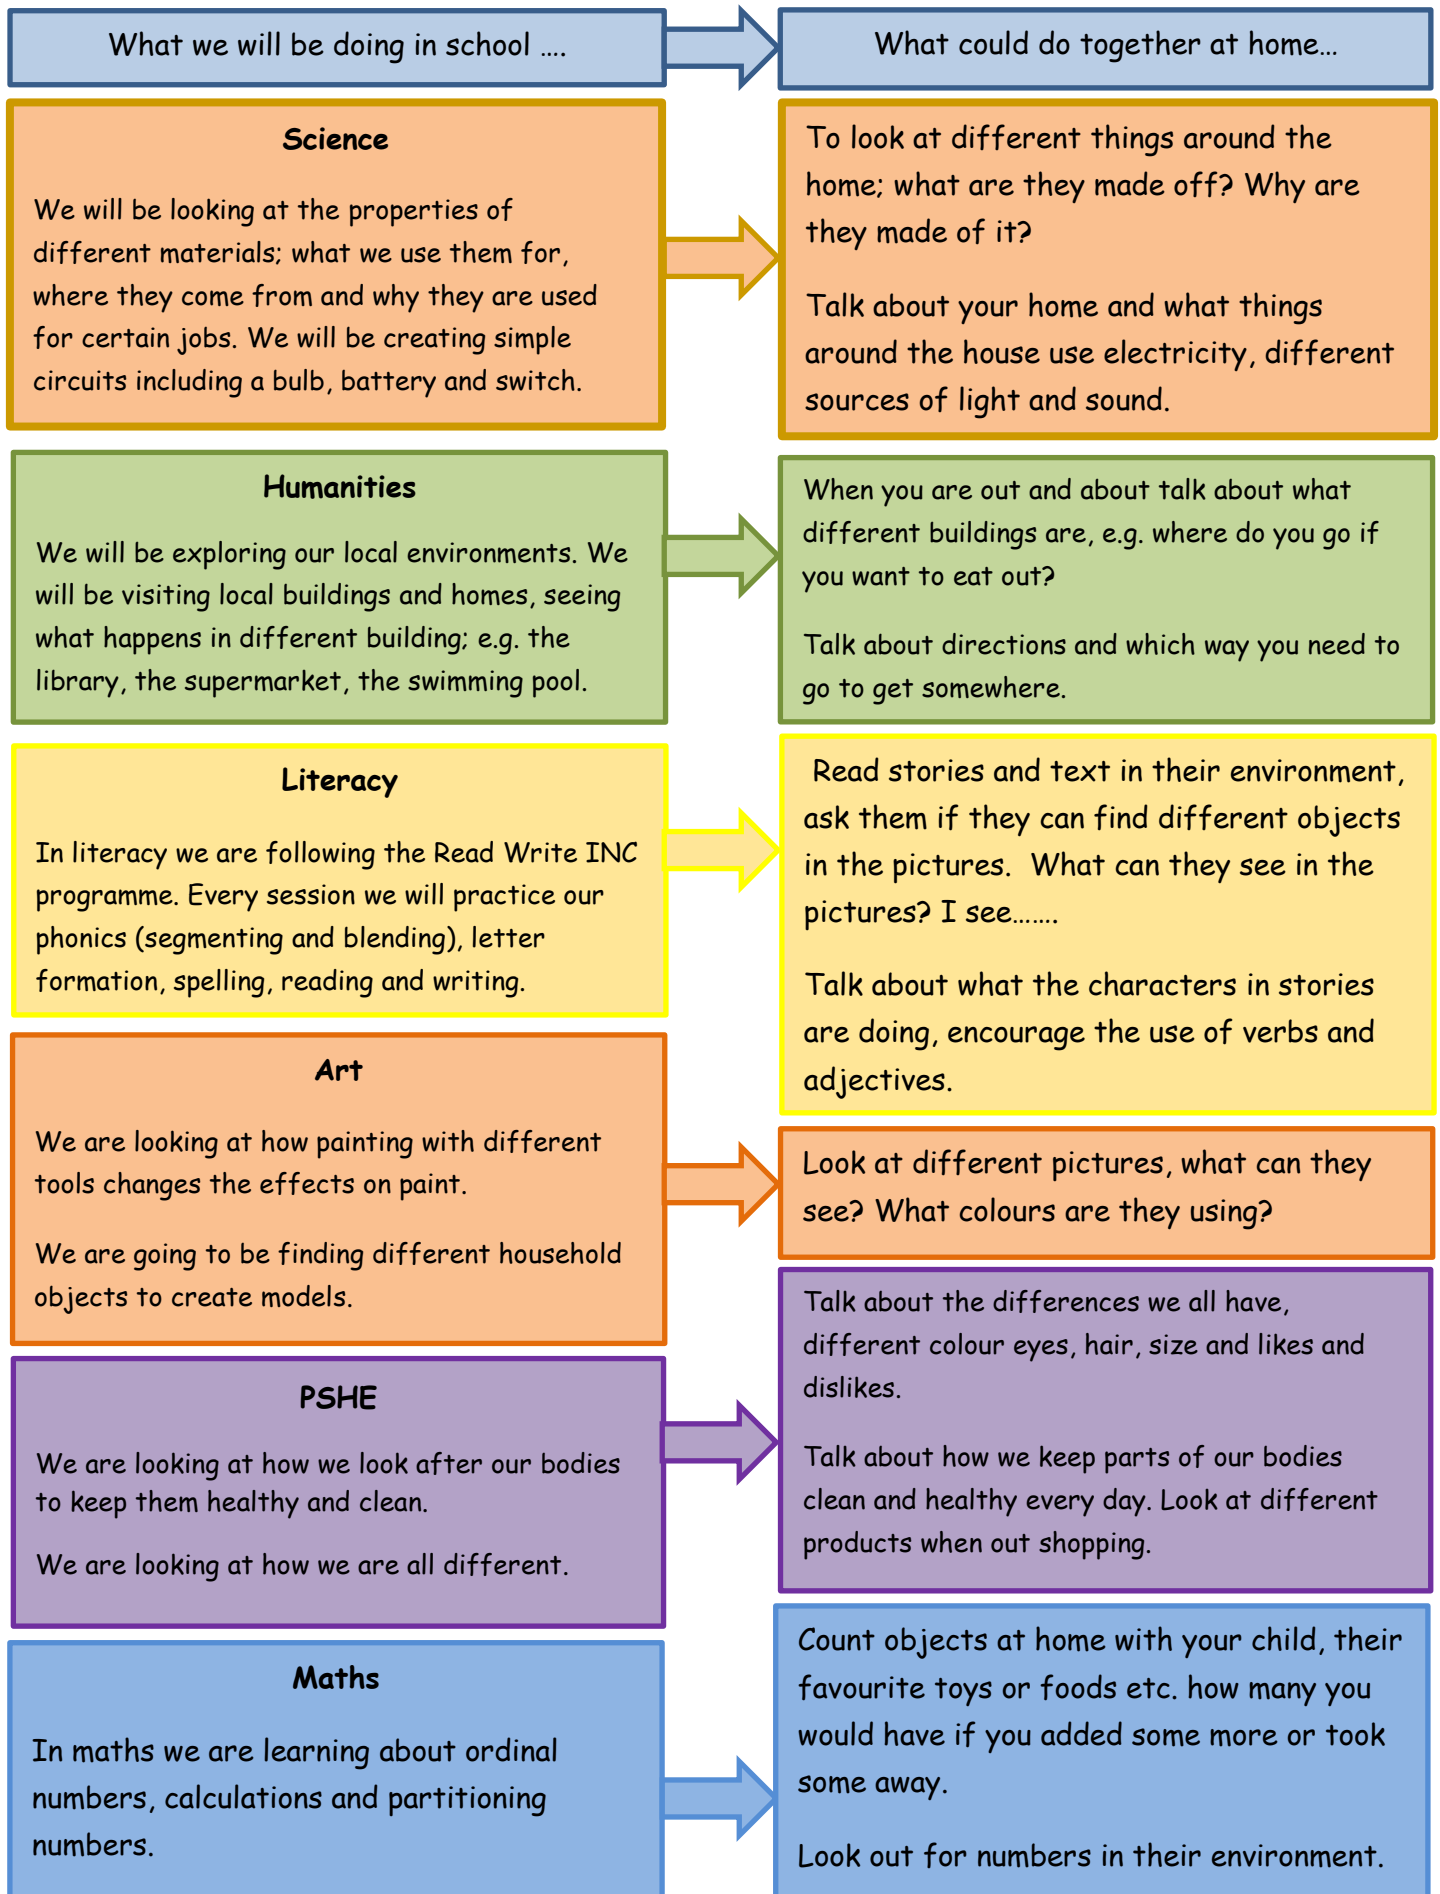 What we will be doing in school ....
What could do together at home...
Science
We will be looking at the properties of
different materials; what we use them for,
where they come from and why they are used
for certain jobs. We will be creating simple
circuits including a bulb, battery and switch.
To look at different things around the
home; what are they made off? Why are
they made of it?
Talk about your home and what things
around the house use electricity, different
sources of light and sound.
Humanities
We will be exploring our local environments. We
will be visiting local buildings and homes, seeing
what happens in different building; e.g. the
library, the supermarket, the swimming pool.
When you are out and about talk about what
different buildings are, e.g. where do you go if
you want to eat out?
Talk about directions and which way you need to
go to get somewhere.
Literacy
In literacy we are following the Read Write INC
programme. Every session we will practice our
phonics (segmenting and blending), letter
formation, spelling, reading and writing.
Read stories and text in their environment,
ask them if they can find different objects
in the pictures. What can they see in the
pictures? I see.......
Talk about what the characters in stories
are doing, encourage the use of verbs and
adjectives.
Art
We are looking at how painting with different
tools changes the effects on paint.
We are going to be finding different household
objects to create models.
Look at different pictures, what can they
see? What colours are they using?
PSHE
We are looking at how we look after our bodies
to keep them healthy and clean.
We are looking at how we are all different.
Talk about the differences we all have,
different colour eyes, hair, size and likes and
dislikes.
Talk about how we keep parts of our bodies
clean and healthy every day. Look at different
products when out shopping.
Maths
In maths we are learning about ordinal
numbers, calculations and partitioning
numbers.
Count objects at home with your child, their
favourite toys or foods etc. how many you
would have if you added some more or took
some away.
Look out for numbers in their environment.